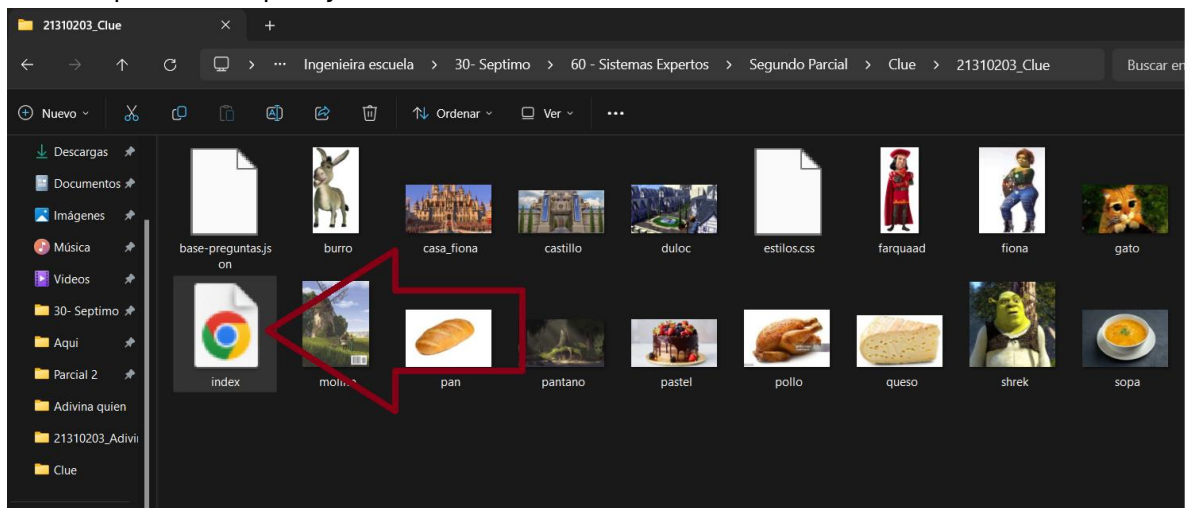 21310203_Clue
Ingenieira escuela > 30- Septimo > 60 - Sistemas Expertos > Segundo Parcial > Clue > 21310203_Clue
Buscar en
Nuevo
Ordenar
Ver
Descargas
Documentos
Imágenes
Música
Videos
30- Septimo
Aqui
Parcial 2
Adivina quien
21310203_Adivi
Clue
base-preguntas.js
on
burro
casa_fiona
castillo
duloc
estilos.css
farquaad
fiona
gato
index
pan
pantano
pastel
pollo
queso
shrek
sopa